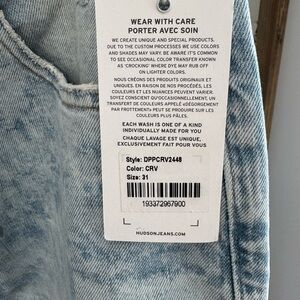 WEAR WITH CARE
PORTER AVEC SOIN
WE CREATE UNIQUE AND SPECIAL PRODUCTS.
DUE TO THE CUSTOM PROCESSES WE USE COLORS
AND SHADES MAY VARY. BE AWARE IT'S COMMON
TO SEE OCCASIONAL COLOR TRANSFER KNOWN
AS 'CROCKING' WHERE DYE MAY RUB OFF
ON LIGHTER COLORS.
NOUS CRÉONS DES PRODUITS ORIGINAUX ET
UNIQUES. EN RAISON DE NOS PROCÉDÉS, LES
COULEURS ET LES NUANCES PEUVENT VARIER.
SOYEZ CONSCIENT QU'OCCASIONNELLEMENT, UN
TRANSFERT DE COULEUR APPELÉ «DÉGORGEMENT
PAR FROTTEMENT» PEUT SE PRODUIRE SUR LES
COULEURS PLUS PÂLES.
EACH WASH IS ONE OF A KIND
INDIVIDUALLY MADE FOR YOU
CHAQUE LAVAGE EST UNIQUE,
EXCLUSIVEMENT FAIT POUR VOUS
Style: DPPCRV2448
Color: CRV
Size: 31
193372967900
HUDSONJEANS.COM